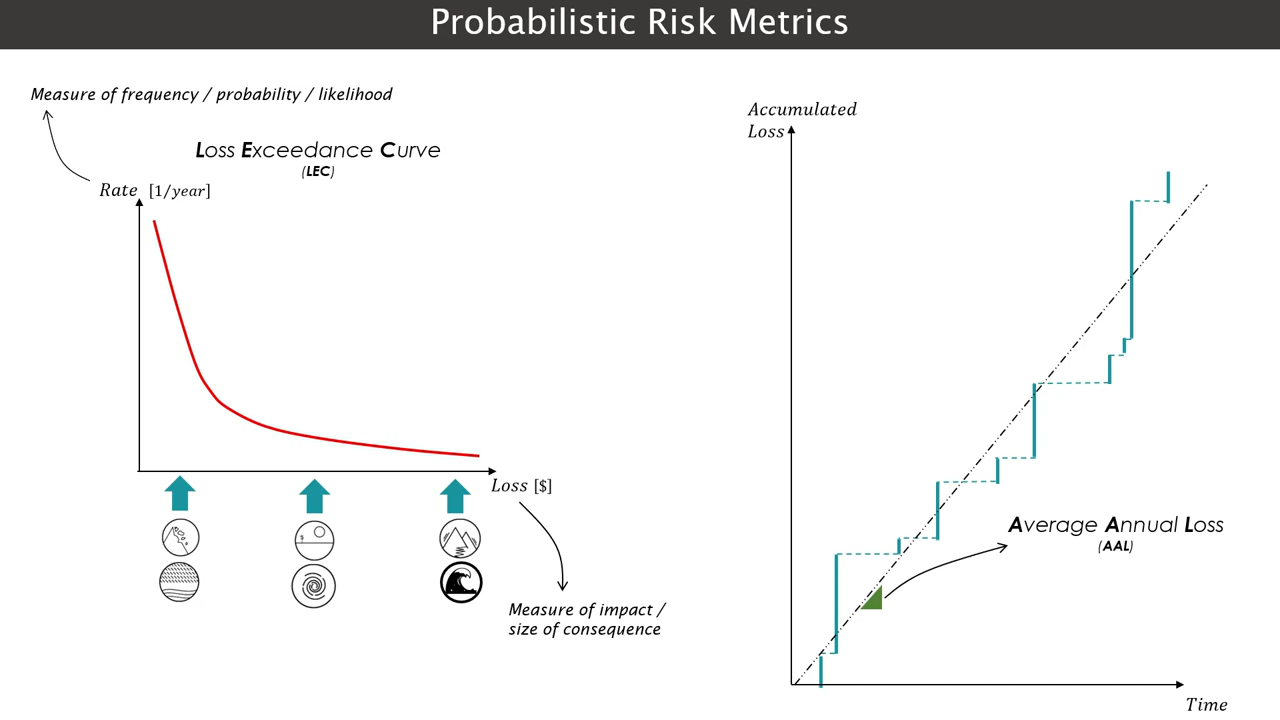 Probabilistic Risk Metrics
Measure of frequency / probability / likelihood
Loss Exceedance Curve
(LEC)
Rate [1/year]
Loss [$]
Measure of impact /
size of consequence
Accumulated
Loss
Average Annual Loss
(AAL)
Time